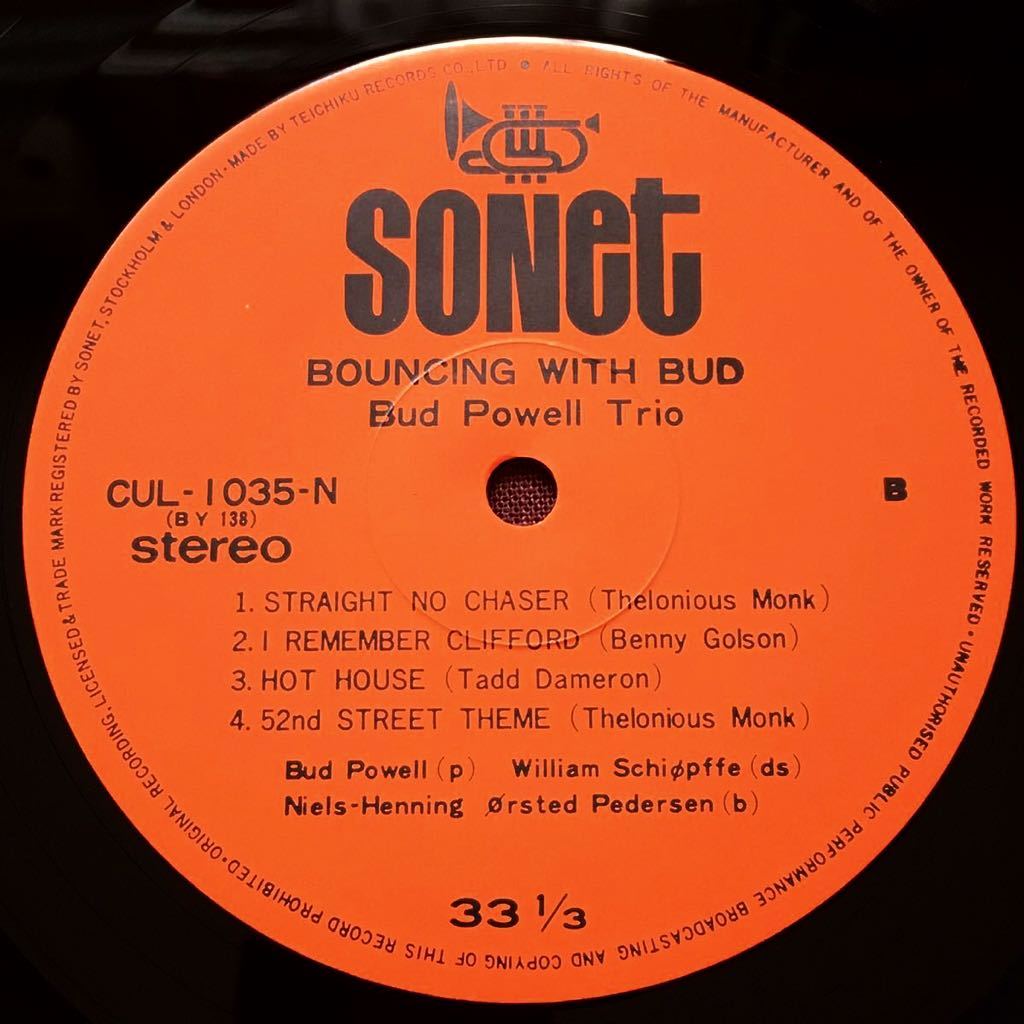 ORIGINAL RECORDING, LICENSED & TRADE MARK REGISTERED BY SONET, STOCKHOLM & LONDON • MADE BY TEICHIKU RECORDS CO., LTD • ALL RIGHTS OF THE MANUFACTURER AND OF THE OWNER OF THE RECORDED WORK RESERVED • UNAUTHORISED PUBLIC PERFORMANCE BROADCASTING AND COPYING OF THIS RECORD PROHIBITED •
SONet
BOUNCING WITH BUD
Bud Powell Trio
CUL-1035-N
B
(BY 138)
stereo
1. STRAIGHT NO CHASER (Thelonious Monk)
2. I REMEMBER CLIFFORD (Benny Golson)
3. HOT HOUSE (Tadd Dameron)
4. 52nd STREET THEME (Thelonious Monk)
Bud Powell (p) William Schiøpffe (ds)
Niels-Henning Ørsted Pedersen (b)
33 1/3